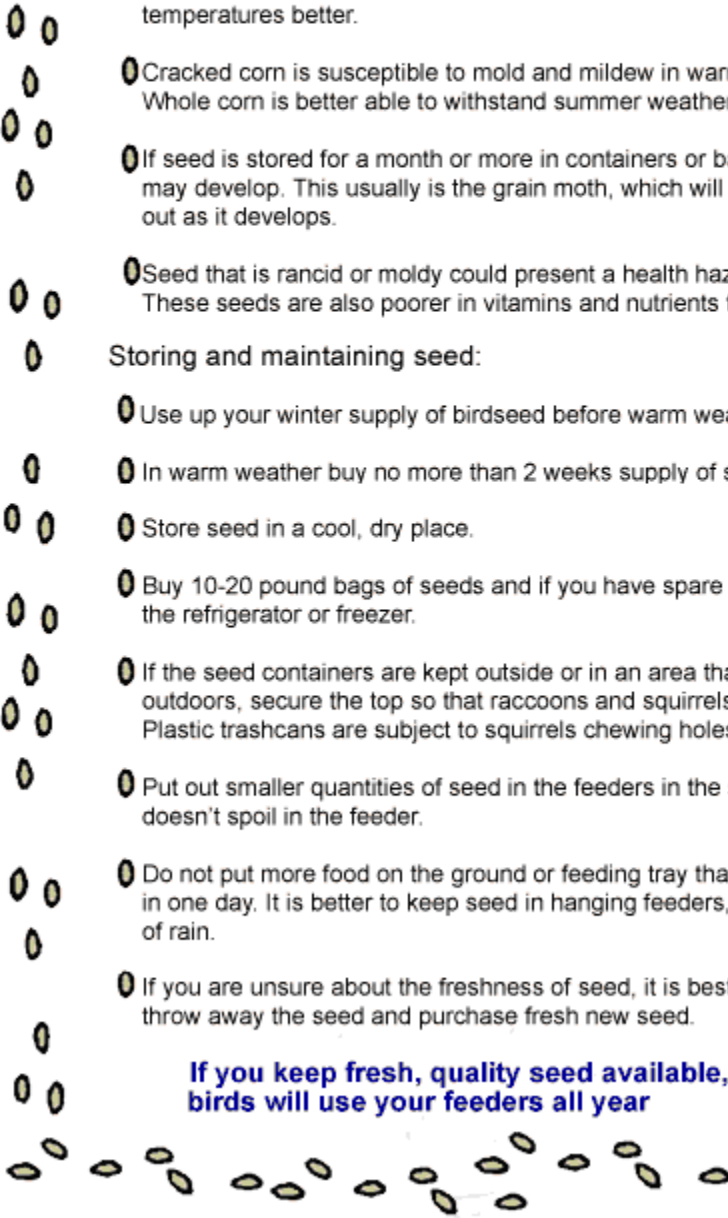 temperatures better.
Cracked corn is susceptible to mold and mildew in
Whole corn is better able to withstand summer weather
If seed is stored for a month or more in containers or
may develop. This usually is the grain moth, which will
out as it develops.
Seed that is rancid or moldy could present a health
These seeds are also poorer in vitamins and nutrients
Storing and maintaining seed:
Use up your winter supply of birdseed before warm
In warm weather buy no more than 2 weeks supply of
Store seed in a cool, dry place.
Buy 10-20 pound bags of seeds and if you have spare
the refrigerator or freezer.
If the seed containers are kept outside or in an area
outdoors, secure the top so that raccoons and squirrels
Plastic trashcans are subject to squirrels chewing holes
Put out smaller quantities of seed in the feeders in the
doesn't spoil in the feeder.
Do not put more food on the ground or feeding tray
in one day. It is better to keep seed in hanging feeders,
of rain.
If you are unsure about the freshness of seed, it is best
throw away the seed and purchase fresh new seed.
If you keep fresh, quality seed available,
birds will use your feeders all year